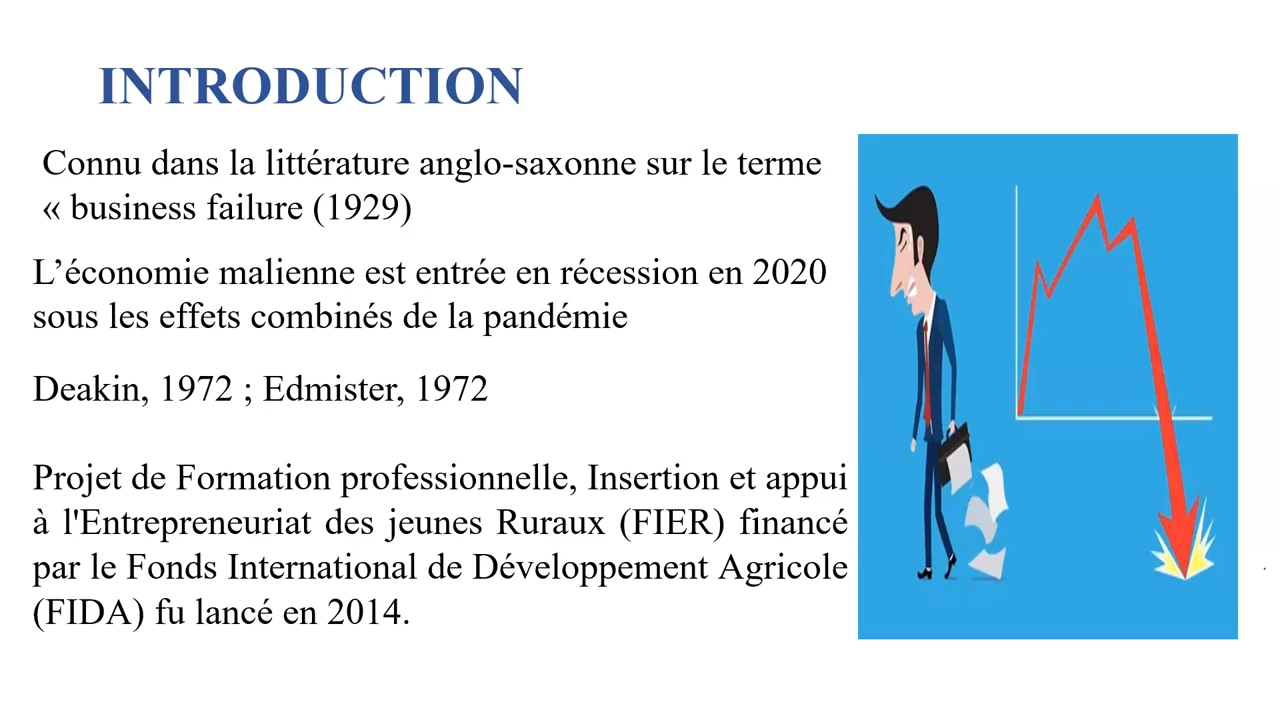 INTRODUCTION
Connu dans la littérature anglo-saxonne sur le terme
« business failure (1929)
L’économie malienne est entrée en récession en 2020
sous les effets combinés de la pandémie
Deakin, 1972 ; Edmister, 1972
Projet de Formation professionnelle, Insertion et appui
à l'Entrepreneuriat des jeunes Ruraux (FIER) financé
par le Fonds International de Développement Agricole
(FIDA) fu lancé en 2014.
.